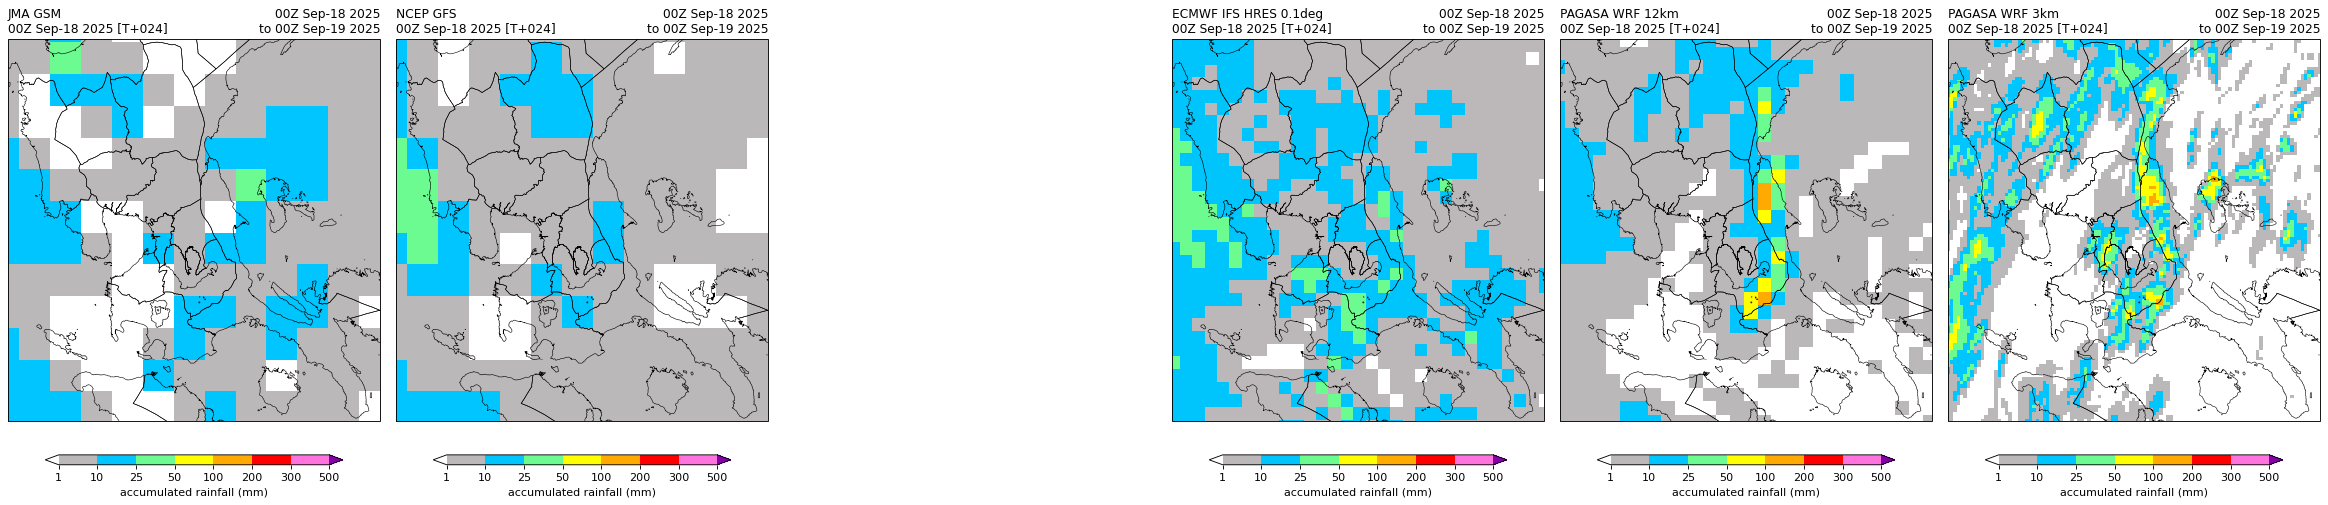 JMA GSM 00Z Sep-18 2025
00Z Sep-18 2025 [T+024] to 00Z Sep-19 2025
1 10 25 50 100 200 300 500
accumulated rainfall (mm)
NCEP GFS 00Z Sep-18 2025
00Z Sep-18 2025 [T+024] to 00Z Sep-19 2025
1 10 25 50 100 200 300 500
accumulated rainfall (mm)
ECMWF IFS HRES 0.1deg 00Z Sep-18 2025
00Z Sep-18 2025 [T+024] to 00Z Sep-19 2025
1 10 25 50 100 200 300 500
accumulated rainfall (mm)
PAGASA WRF 12km 00Z Sep-18 2025
00Z Sep-18 2025 [T+024] to 00Z Sep-19 2025
1 10 25 50 100 200 300 500
accumulated rainfall (mm)
PAGASA WRF 3km 00Z Sep-18 2025
00Z Sep-18 2025 [T+024] to 00Z Sep-19 2025
1 10 25 50 100 200 300 500
accumulated rainfall (mm)